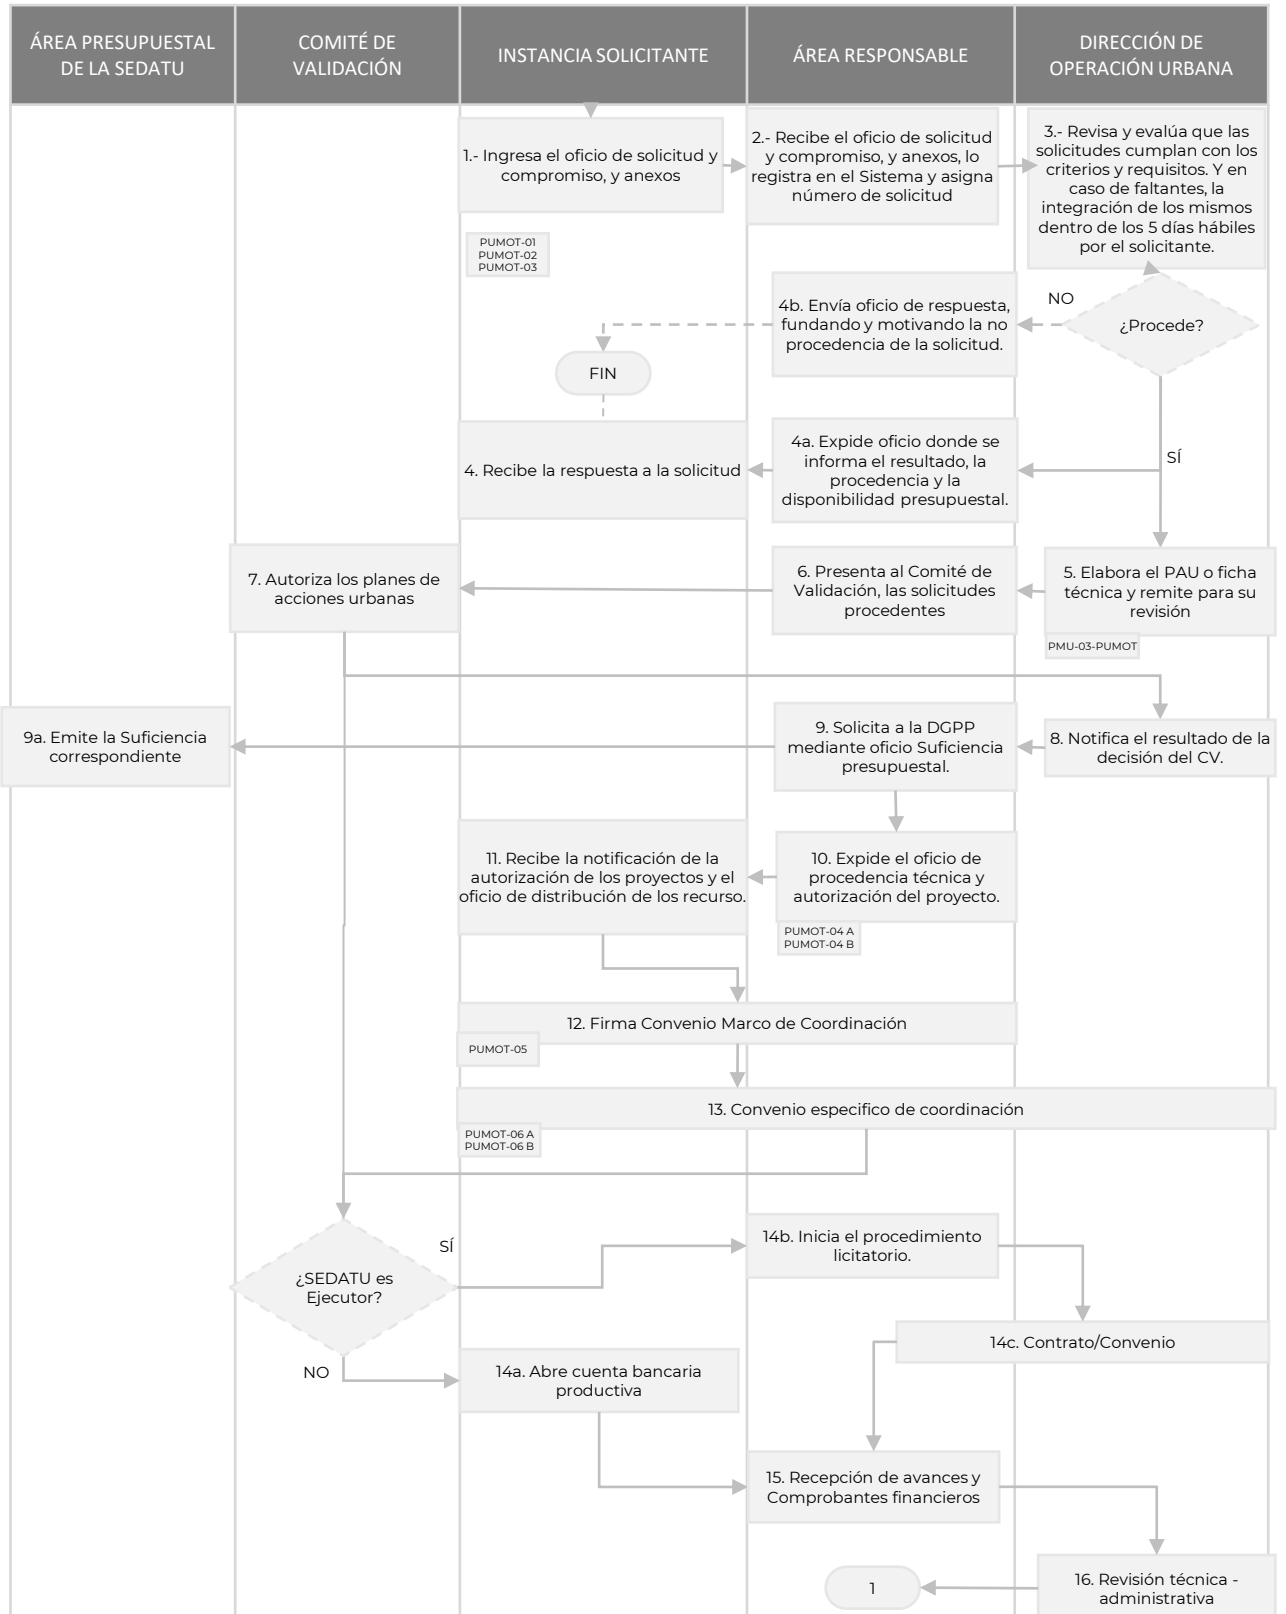 ÁREA PRESUPUESTAL
DE LA SEDATU
COMITÉ DE
VALIDACIÓN
INSTANCIA SOLICITANTE
ÁREA RESPONSABLE
DIRECCIÓN DE
OPERACIÓN URBANA
1.- Ingresa el oficio de solicitud y
compromiso, y anexos
PUMOT-01
PUMOT-02
PUMOT-03
2.- Recibe el oficio de solicitud
y compromiso, y anexos, lo
registra en el Sistema y asigna
número de solicitud
3.- Revisa y evalúa que las
solicitudes cumplan con los
criterios y requisitos. Y en
caso de faltantes, la
integración de los mismos
dentro de los 5 días hábiles
por el solicitante.
¿Procede?
NO
4b. Envía oficio de respuesta,
fundando y motivando la no
procedencia de la solicitud.
FIN
SÍ
4a. Expide oficio donde se
informa el resultado, la
procedencia y la
disponibilidad presupuestal.
4. Recibe la respuesta a la solicitud
5. Elabora el PAU o ficha
técnica y remite para su
revisión
PMU-03-PUMOT
6. Presenta al Comité de
Validación, las solicitudes
procedentes
7. Autoriza los planes de
acciones urbanas
8. Notifica el resultado de la
decisión del CV.
9. Solicita a la DGPP
mediante oficio Suficiencia
presupuestal.
9a. Emite la Suficiencia
correspondiente
10. Expide el oficio de
procedencia técnica y
autorización del proyecto.
PUMOT-04 A
PUMOT-04 B
11. Recibe la notificación de la
autorización de los proyectos y el
oficio de distribución de los recurso.
12. Firma Convenio Marco de Coordinación
PUMOT-05
13. Convenio especifico de coordinación
PUMOT-06 A
PUMOT-06 B
¿SEDATU es
Ejecutor?
SÍ
14b. Inicia el procedimiento
licitatorio.
14c. Contrato/Convenio
NO
14a. Abre cuenta bancaria
productiva
15. Recepción de avances y
Comprobantes financieros
16. Revisión técnica -
administrativa
1